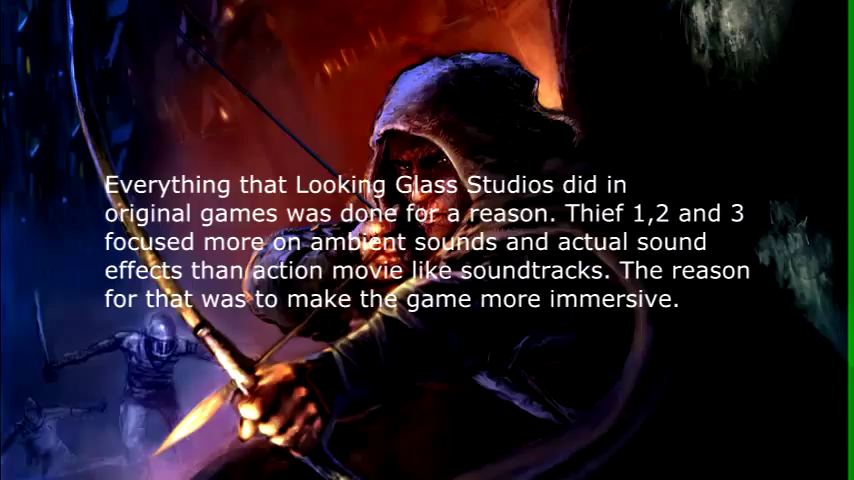 Everything that Looking Glass Studios did in
original games was done for a reason. Thief 1,2 and 3
focused more on ambient sounds and actual sound
effects than action movie like soundtracks. The reason
for that was to make the game more immersive.